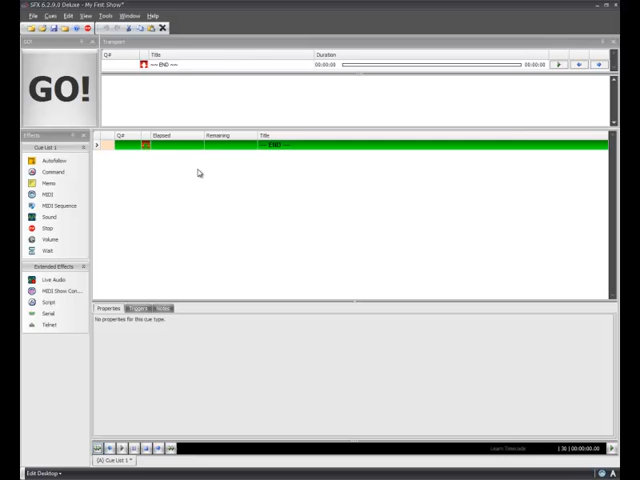 SFX 6.2.9.0 DeLuxe - My First Show*
File Cues Edit View Tools Window Help
GO! Transport
Q# Title Duration
--- END --- 00:00:00 00:00:00
GO!
Effects
Cue List 1
Q# Elapsed Remaining Title
--- END ---
Autofollow
Command
Memo
MIDI
MIDI Sequence
Sound
Stop
Volume
Wait
Extended Effects
Live Audio
MIDI Show Con...
Script
Serial
Telnet
Properties Triggers Notes
No properties for this cue type.
Learn Timecode | 30 | 00:00:00.00
(A) Cue List 1 *
Edit Desktop